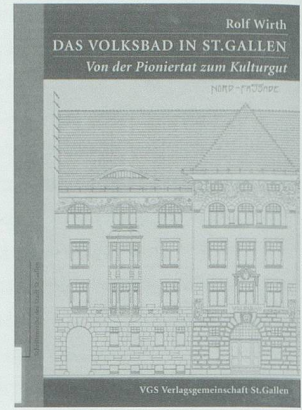 Rolf Wirth
DAS VOLKSBAD IN ST.GALLEN
Von der Pioniertat zum Kulturgut
NORD-FASSADE
VGS Verlagsgemeinschaft St.Gallen